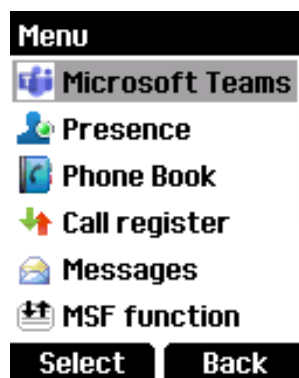 Menu
Microsoft Teams
Presence
Phone Book
Call register
Messages
MSF function
Select Back